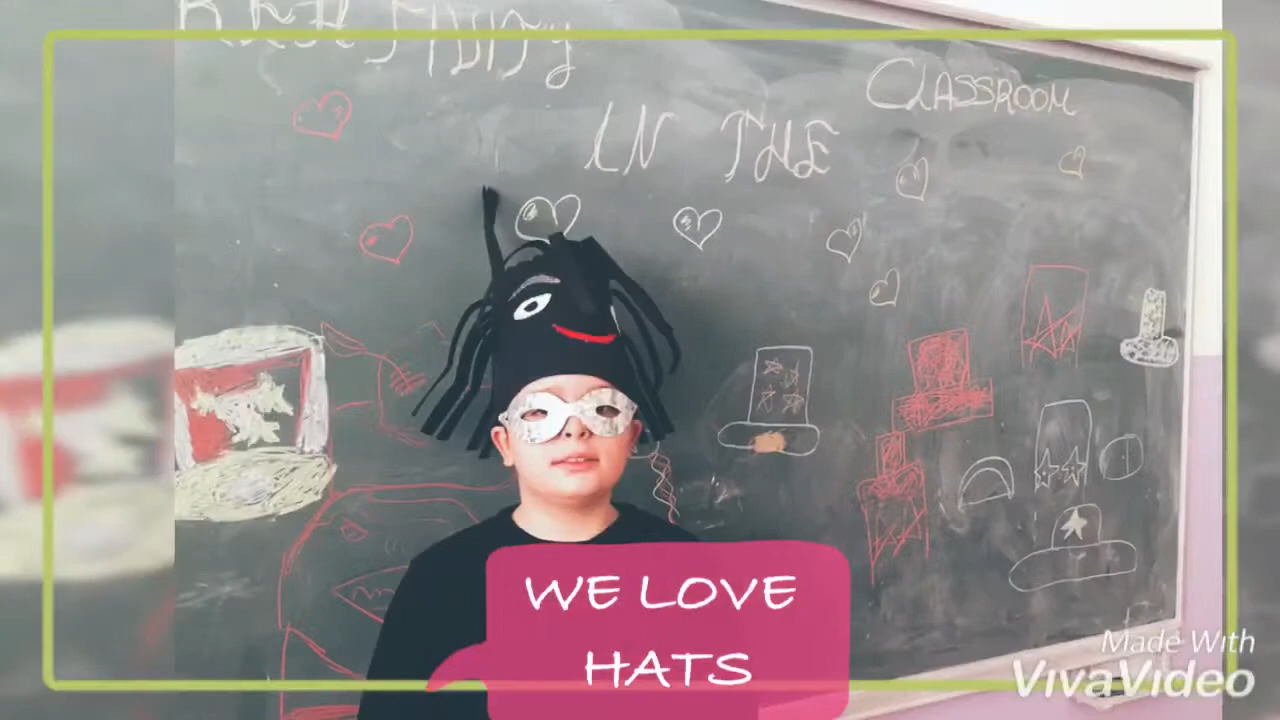 IN THE
CLASSROOM
WE LOVE
HATS
Made With
VivaVideo